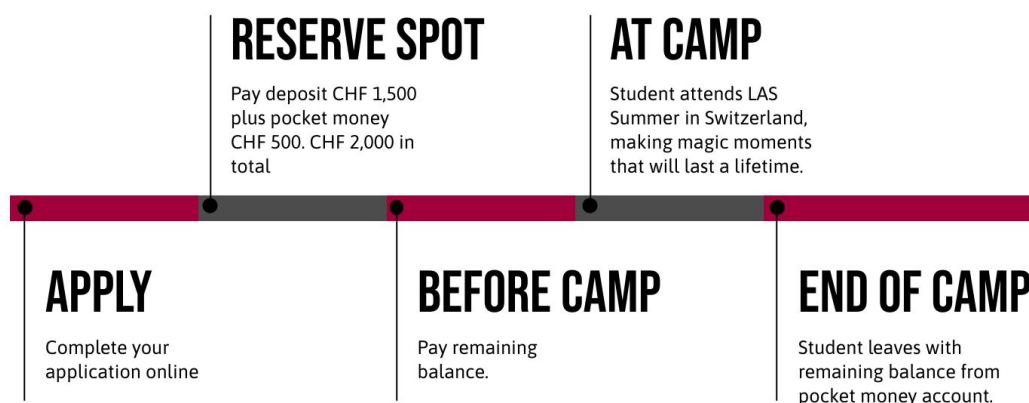 RESERVE SPOT
Pay deposit CHF 1,500
plus pocket money
CHF 500. CHF 2,000 in
total
AT CAMP
Student attends LAS
Summer in Switzerland,
making magic moments
that will last a lifetime.
APPLY
Complete your
application online
BEFORE CAMP
Pay remaining
balance.
END OF CAMP
Student leaves with
remaining balance from
pocket money account.